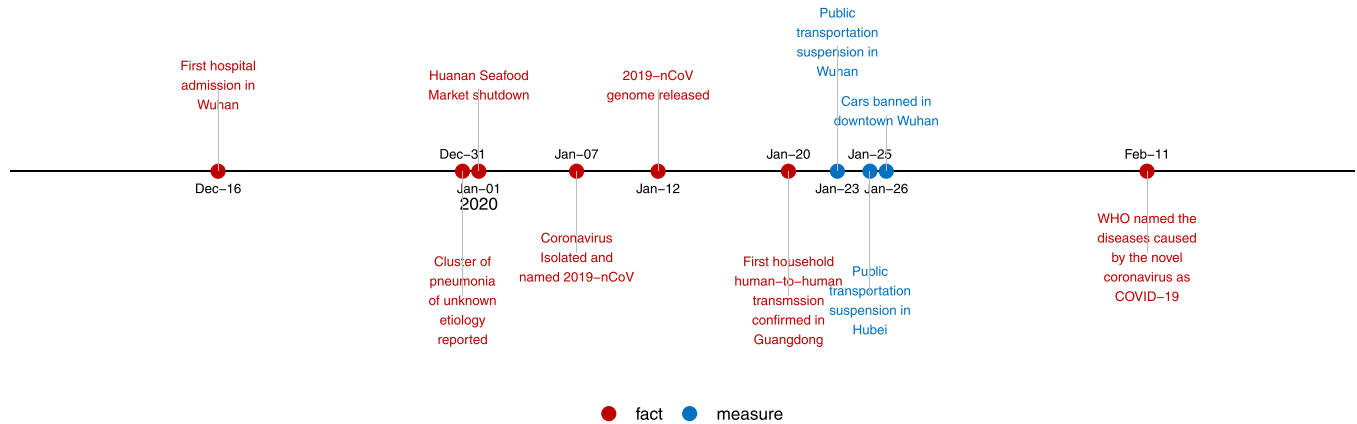 First hospital
admission in
Wuhan
Dec−16
Dec−31
Cluster of
pneumonia
of unknown
etiology
reported
Huanan Seafood
Market shutdown
Jan−01
2020
Jan−07
Coronavirus
Isolated and
named 2019−nCoV
2019−nCoV
genome released
Jan−12
Jan−20
First household
human−to−human
transmssion
confirmed in
Guangdong
Public
transportation
suspension in
Wuhan
Jan−23
Jan−25
Public
transportation
suspension in
Hubei
Cars banned in
downtown Wuhan
Jan−26
Feb−11
WHO named the
diseases caused
by the novel
coronavirus as
COVID−19
fact
measure